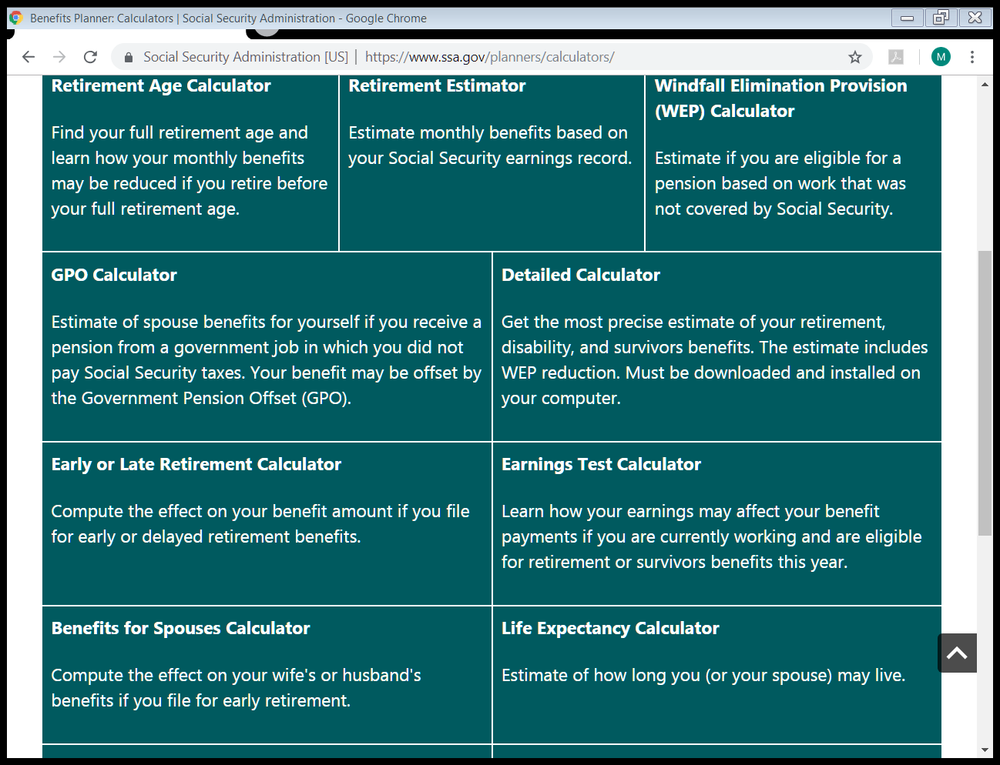 Benefits Planner: Calculators | Social Security Administration - Google Chrome
Social Security Administration [US] | https://www.ssa.gov/planners/calculators/
M
Retirement Age Calculator
Find your full retirement age and
learn how your monthly benefits
may be reduced if you retire before
your full retirement age.
Retirement Estimator
Estimate monthly benefits based on
your Social Security earnings record.
Windfall Elimination Provision
(WEP) Calculator
Estimate if you are eligible for a
pension based on work that was
not covered by Social Security.
GPO Calculator
Estimate of spouse benefits for yourself if you receive a
pension from a government job in which you did not
pay Social Security taxes. Your benefit may be offset by
the Government Pension Offset (GPO).
Detailed Calculator
Get the most precise estimate of your retirement,
disability, and survivors benefits. The estimate includes
WEP reduction. Must be downloaded and installed on
your computer.
Early or Late Retirement Calculator
Compute the effect on your benefit amount if you file
for early or delayed retirement benefits.
Earnings Test Calculator
Learn how your earnings may affect your benefit
payments if you are currently working and are eligible
for retirement or survivors benefits this year.
Benefits for Spouses Calculator
Compute the effect on your wife's or husband's
benefits if you file for early retirement.
Life Expectancy Calculator
Estimate of how long you (or your spouse) may live.